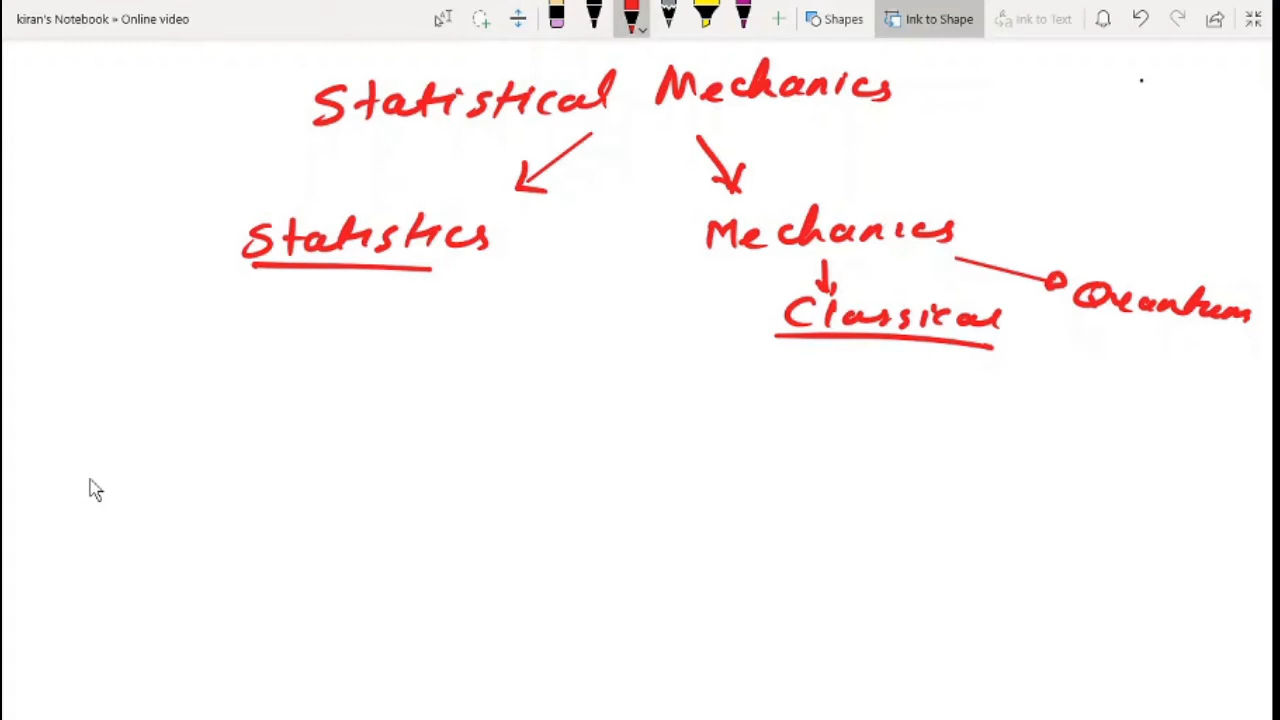 kiran's Notebook » Online video
Shapes
Ink to Shape
Ink to Text
Statistical Mechanics
Statistics
Mechanics
Classical
Quantum